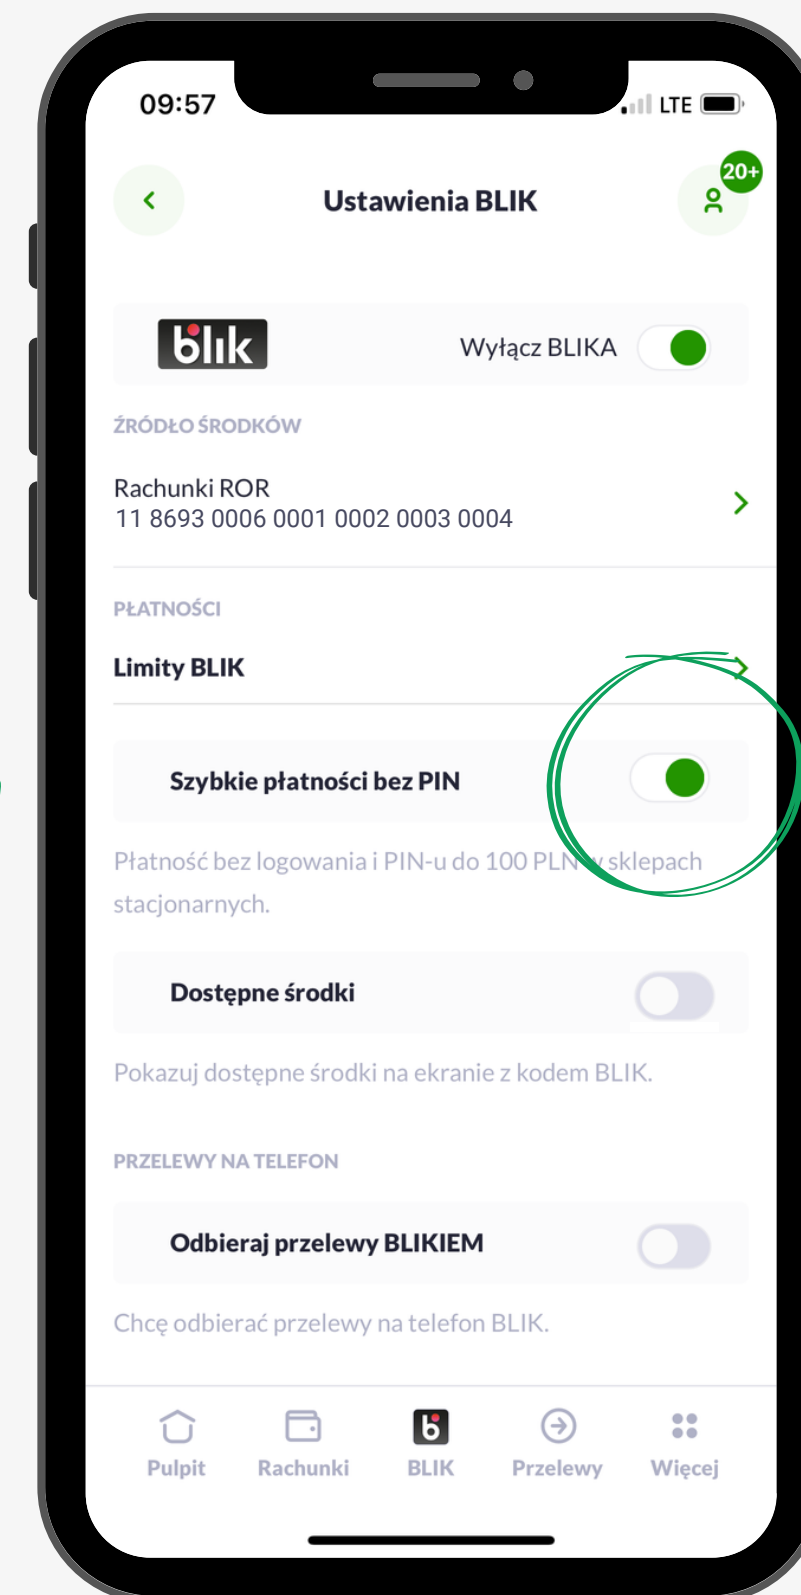 09:57
LTE
20+
Ustawienia BLIK
blik
Wyłącz BLIKA
ŹRÓDŁO ŚRODKÓW
Rachunki ROR
11 8693 0006 0001 0002 0003 0004
PŁATNOŚCI
Limity BLIK
Szybkie płatności bez PIN
Płatność bez logowania i PIN-u do 100 PLN w sklepach
stacjonarnych.
Dostępne środki
Pokazuj dostępne środki na ekranie z kodem BLIK.
PRZELEWY NA TELEFON
Odbieraj przelewy BLIKIEM
Chcę odbierać przelewy na telefon BLIK.
Pulpit
Rachunki
b
BLIK
Przelewy
Więcej